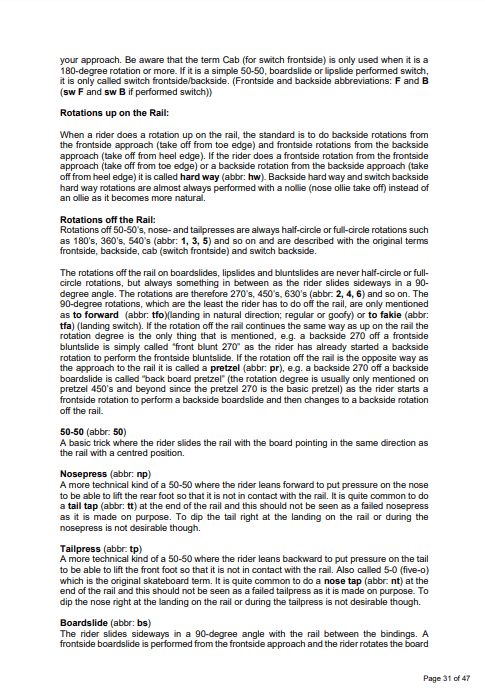 your approach. Be aware that the term Cab (for switch frontside) is only used when it is a
180-degree rotation or more. If it is a simple 50-50, boardslide or lipslide performed switch,
it is only called switch frontside/backside. (Frontside and backside abbreviations: F and B
(sw F and sw B if performed switch))
Rotations up on the Rail:
When a rider does a rotation up on the rail, the standard is to do backside rotations from
the frontside approach (take off from toe edge) and frontside rotations from the backside
approach (take off from heel edge). If the rider does a frontside rotation from the frontside
approach (take off from toe edge) or a backside rotation from the backside approach (take
off from heel edge) it is called hard way (abbr: hw). Backside hard way and switch backside
hard way rotations are almost always performed with a nollie (nose ollie take off) instead of
an ollie as it becomes more natural.
Rotations off the Rail:
Rotations off 50-50's, nose- and tailpresses are always half-circle or full-circle rotations such
as 180's, 360's, 540's (abbr: 1, 3, 5) and so on and are described with the original terms
frontside, backside, cab (switch frontside) and switch backside.
The rotations off the rail on boardslides, lipslides and bluntslides are never half-circle or full-
circle rotations, but always something in between as the rider slides sideways in a 90-
degree angle. The rotations are therefore 270's, 450's, 630's (abbr: 2, 4, 6) and so on. The
90-degree rotations, which are the least the rider has to do off the rail, are only mentioned
as to forward (abbr: tfo)(landing in natural direction; regular or goofy) or to fakie (abbr:
tfa) (landing switch). If the rotation off the rail continues the same way as up on the rail the
rotation degree is the only thing that is mentioned, e.g. a backside 270 off a frontside
bluntslide is simply called "front blunt 270" as the rider has already started a backside
rotation to perform the frontside bluntslide. If the rotation off the rail is the opposite way as
the approach to the rail it is called a pretzel (abbr: pr), e.g. a backside 270 off a backside
boardslide is called "back board pretzel" (the rotation degree is usually only mentioned on
pretzel 450's and beyond since the pretzel 270 is the basic pretzel) as the rider starts a
frontside rotation to perform a backside boardslide and then changes to a backside rotation
off the rail.
50-50 (abbr: 50)
A basic trick where the rider slides the rail with the board pointing in the same direction as
the rail with a centred position.
Nosepress (abbr: np)
A more technical kind of a 50-50 where the rider leans forward to put pressure on the nose
to be able to lift the rear foot so that it is not in contact with the rail. It is quite common to do
a tail tap (abbr: tt) at the end of the rail and this should not be seen as a failed nosepress
as it is made on purpose. To dip the tail right at the landing on the rail or during the
nosepress is not desirable though.
Tailpress (abbr: tp)
A more technical kind of a 50-50 where the rider leans backward to put pressure on the tail
to be able to lift the front foot so that it is not in contact with the rail. Also called 5-0 (five-o)
which is the original skateboard term. It is quite common to do a nose tap (abbr: nt) at the
end of the rail and this should not be seen as a failed tailpress as it is made on purpose. To
dip the nose right at the landing on the rail or during the tailpress is not desirable though.
Boardslide (abbr: bs)
The rider slides sideways in a 90-degree angle with the rail between the bindings. A
frontside boardslide is performed from the frontside approach and the rider rotates the board
Page 31 of 47